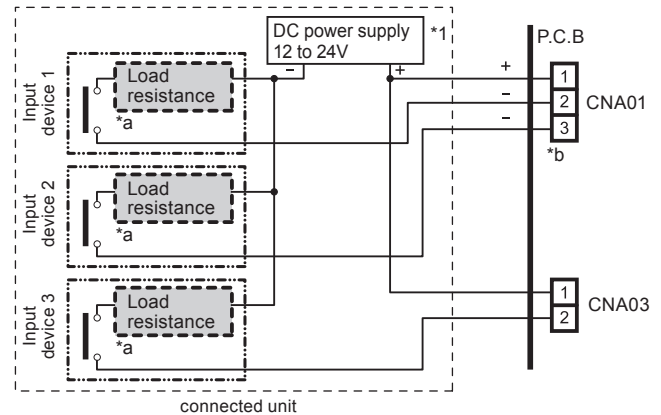 DC power supply
12 to 24V
*1
P.C.B
Input
device 1
Load
resistance
*a
−
+
+
−
−
1
2
3
CNA01
*b
Input
device 2
Load
resistance
*a
Input
device 3
Load
resistance
*a
1
2
CNA03
connected unit